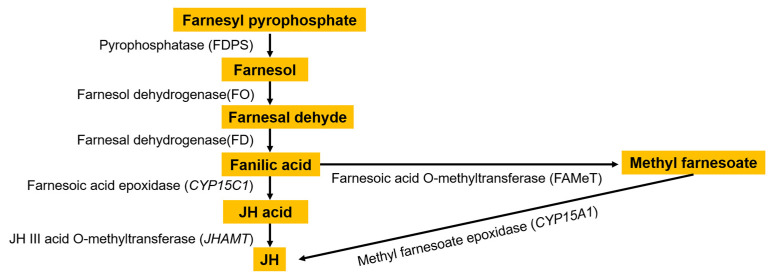 Farnesyl pyrophosphate
Pyrophosphatase (FDPS)
Farnesol
Farnesol dehydrogenase(FO)
Farnesal dehyde
Farnesal dehydrogenase(FD)
Fanilic acid
Methyl farnesoate
Farnesoic acid O-methyltransferase (FAMeT)
Farnesoic acid epoxidase (CYP15C1)
JH acid
JH III acid O-methyltransferase (JHAMT)
Methyl farnesoate epoxidase (CYP15A1)
JH